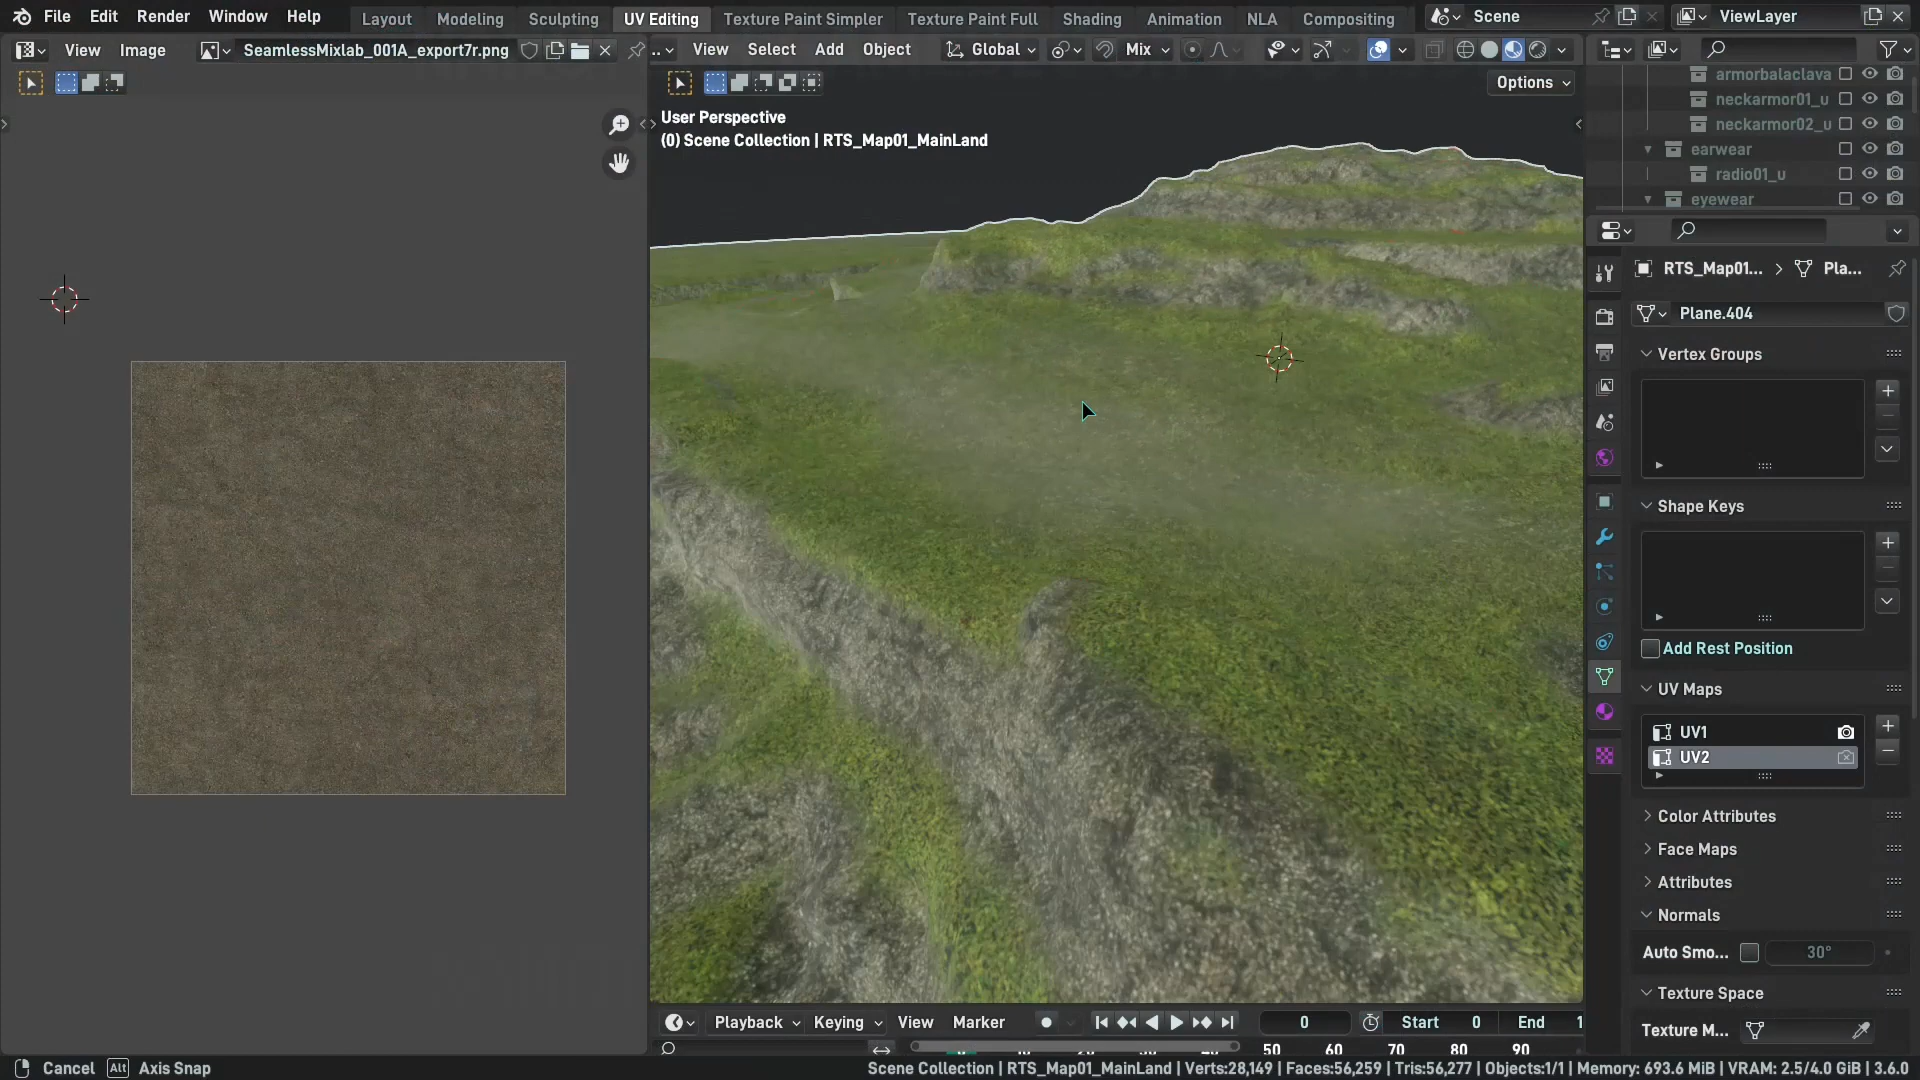 File Edit Render Window Help Layout Modeling Sculpting UV Editing Texture Paint Simpler Texture Paint Full Shading Animation NLA Compositing Scene ViewLayer
View Image SeamlessMixlab_001A_export7r.png
View Select Add Object Global Mix
Options
User Perspective
(0) Scene Collection | RTS_Map01_MainLand
armorbalaclava
neckarmor01_u
neckarmor02_u
earwear
radio01_u
eyewear
RTS_Map01... > Pla...
Plane.404
Vertex Groups
Shape Keys
Add Rest Position
UV Maps
UV1
UV2
Color Attributes
Face Maps
Attributes
Normals
Auto Smo... 30°
Texture Space
Texture M...
Playback Keying View Marker 0 Start 0 End 1
50 60 70 80 90
Cancel Alt Axis Snap
Scene Collection | RTS_Map01_MainLand | Verts:28,149 | Faces:56,259 | Tris:56,277 | Objects:1/1 | Memory: 693.6 MiB | VRAM: 2.5/4.0 GiB | 3.6.0